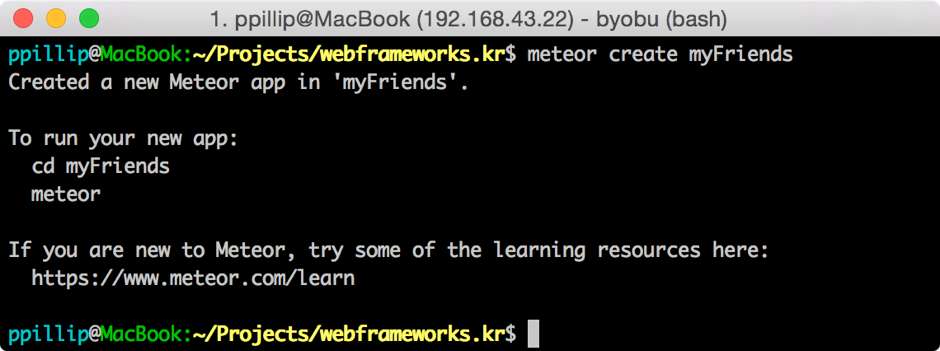 1. ppillip@MacBook (192.168.43.22) - byobu (bash)
ppillip@MacBook:~/Projects/webframeworks.kr$ meteor create myFriends
Created a new Meteor app in 'myFriends'.
To run your new app:
cd myFriends
meteor
If you are new to Meteor, try some of the learning resources here:
https://www.meteor.com/learn
ppillip@MacBook:~/Projects/webframeworks.kr$